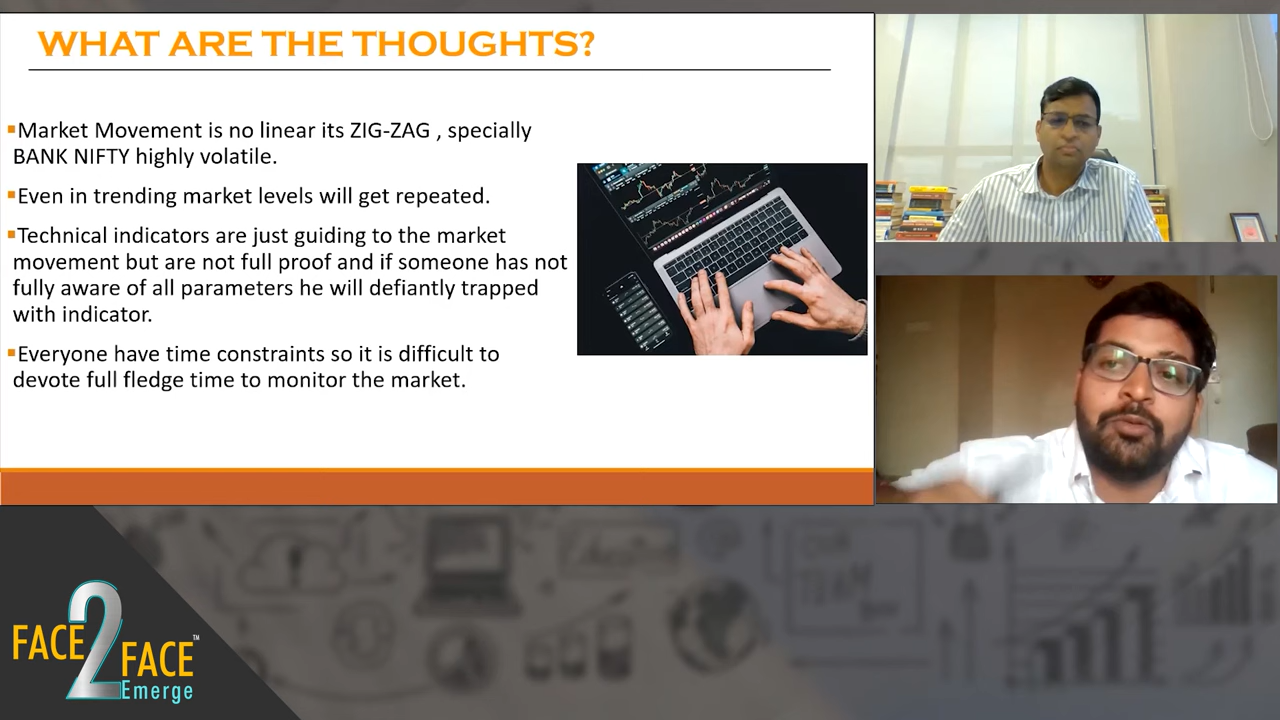 WHAT ARE THE THOUGHTS?
▪Market Movement is no linear its ZIG-ZAG , specially
BANK NIFTY highly volatile.
▪Even in trending market levels will get repeated.
▪Technical indicators are just guiding to the market
movement but are not full proof and if someone has not
fully aware of all parameters he will defiantly trapped
with indicator.
▪Everyone have time constraints so it is difficult to
devote full fledge time to monitor the market.
FACE 2 FACE™
Emerge